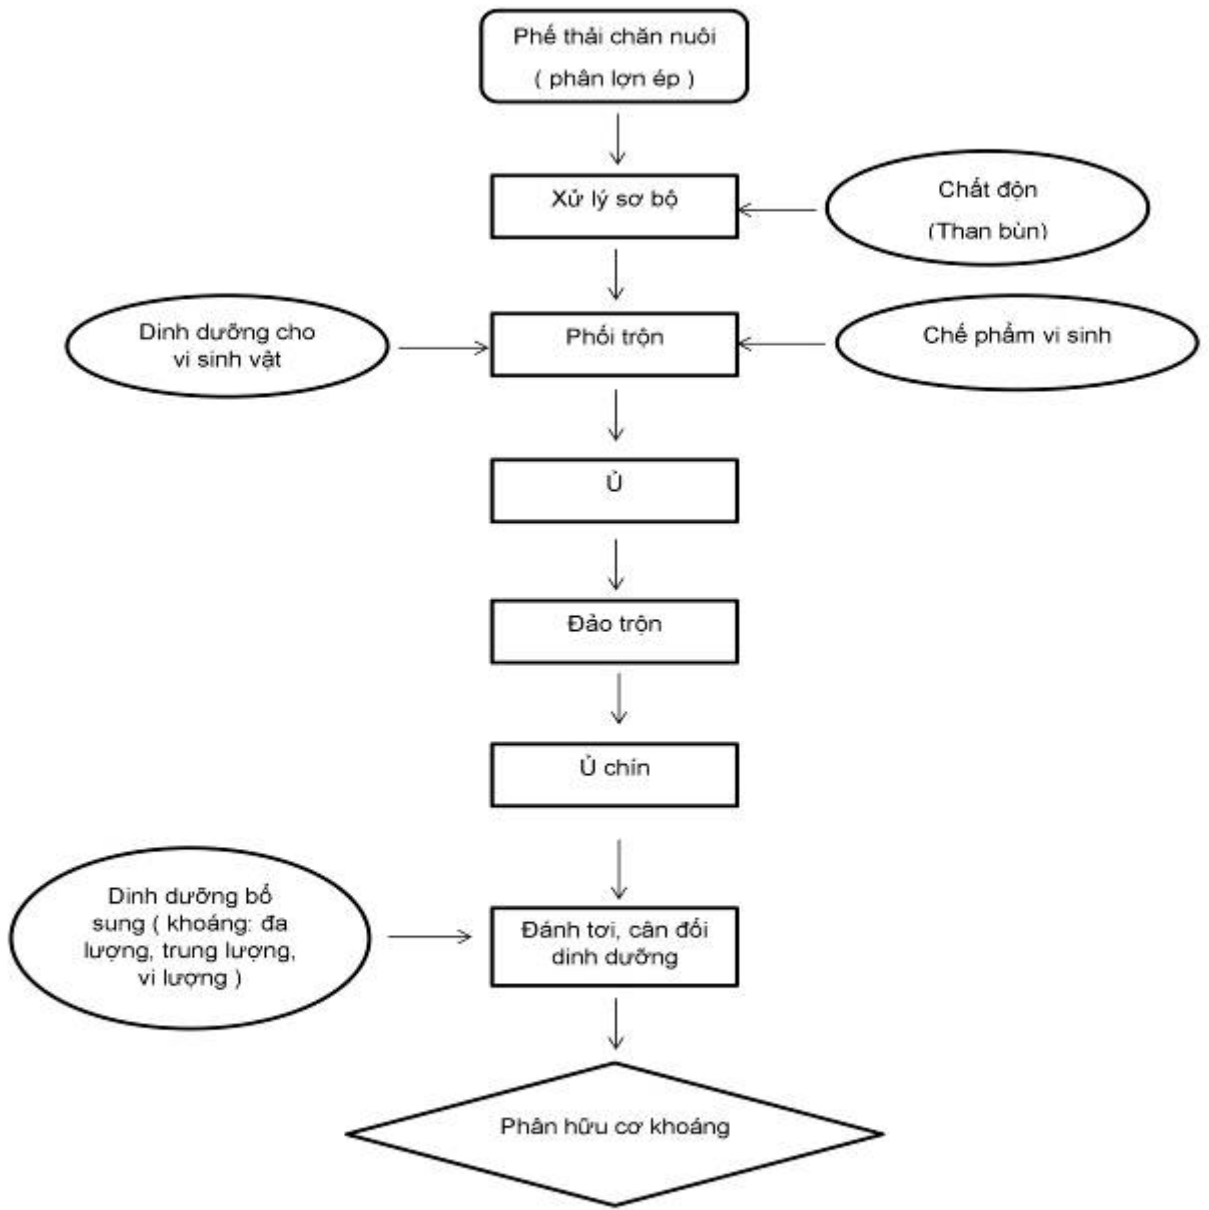 Phế thải chăn nuôi
( phân lợn ép )
Xử lý sơ bộ
Chất độn
(Than bùn)
Dinh dưỡng cho
vi sinh vật
Phối trộn
Chế phẩm vi sinh
Ủ
Đảo trộn
Ủ chín
Dinh dưỡng bổ
sung ( khoáng: đa
lượng, trung lượng,
vi lượng )
Đánh tơi, cân đối
dinh dưỡng
Phân hữu cơ khoáng